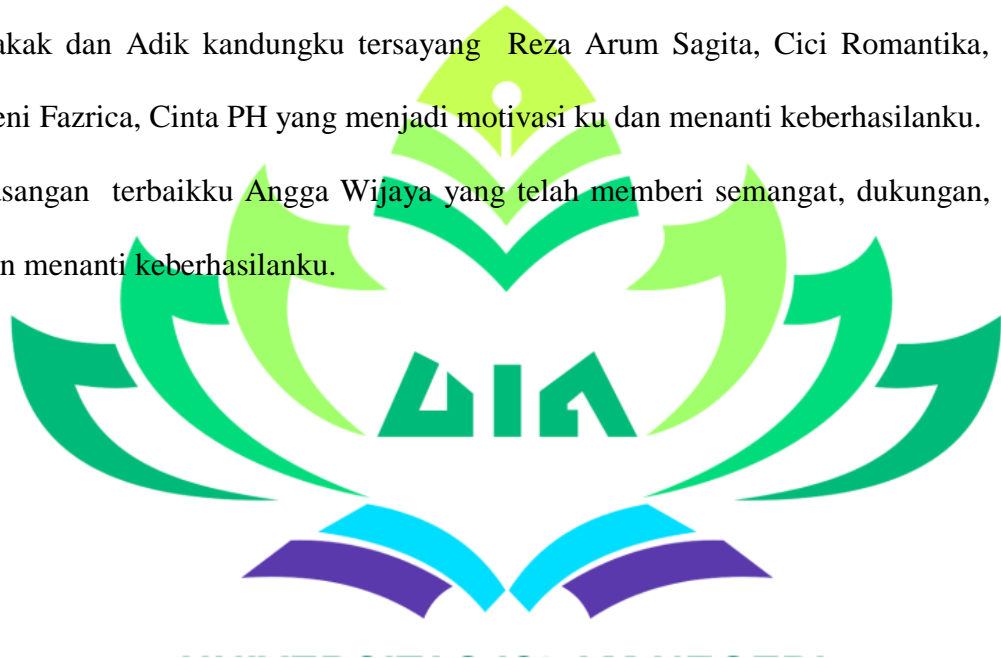 akak dan Adik kandungku tersayang Reza Arum Sagita, Cici Romantika,
eni Fazrica, Cinta PH yang menjadi motivasi ku dan menanti keberhasilanku.
asangan terbaikku Angga Wijaya yang telah memberi semangat, dukungan,
n menanti keberhasilanku.
UIN